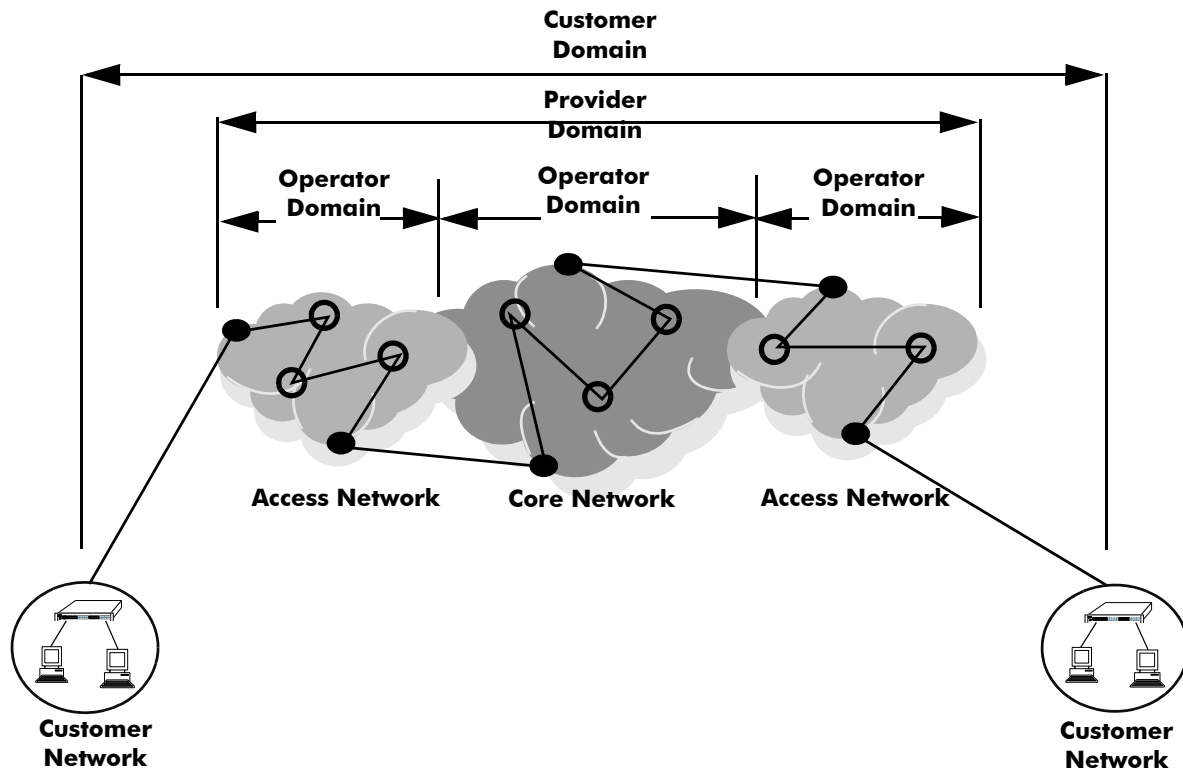 Customer
Domain
Provider
Domain
Operator
Domain
Operator
Domain
Operator
Domain
Access Network
Core Network
Access Network
Customer
Network
Customer
Network